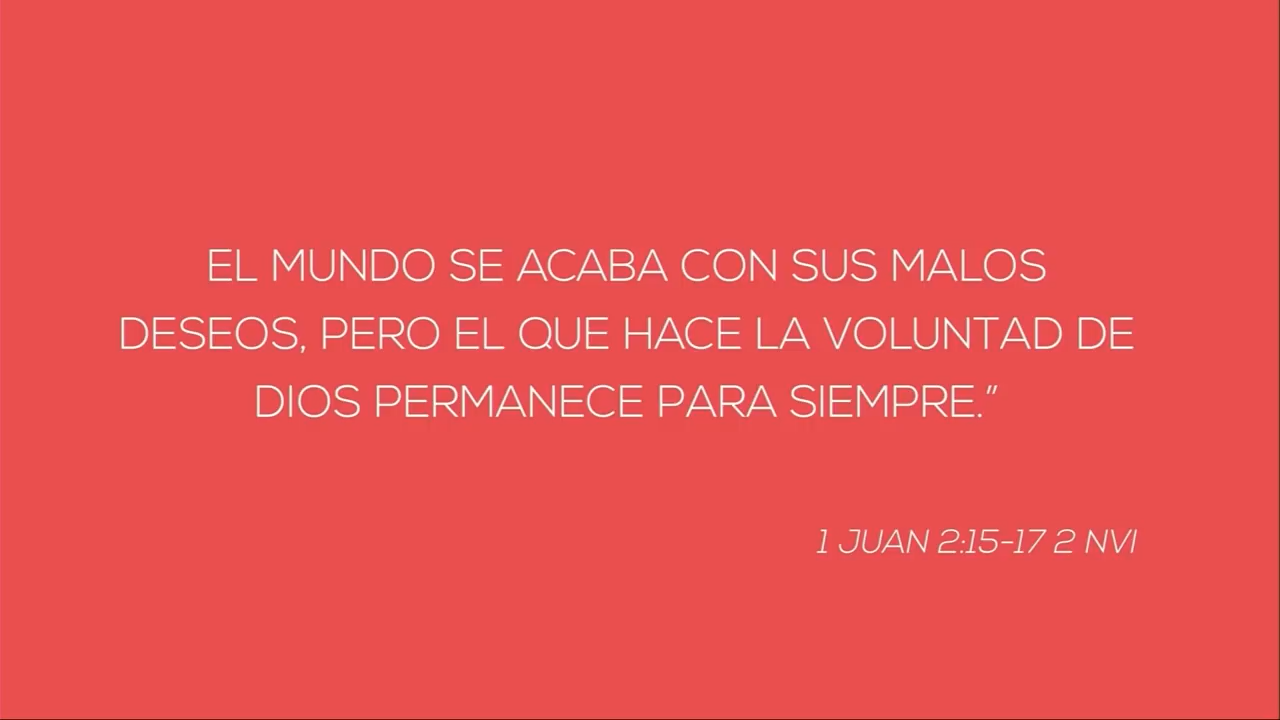 EL MUNDO SE ACABA CON SUS MALOS
DESEOS, PERO EL QUE HACE LA VOLUNTAD DE
DIOS PERMANECE PARA SIEMPRE.”
1 JUAN 2:15-17 2 NVI